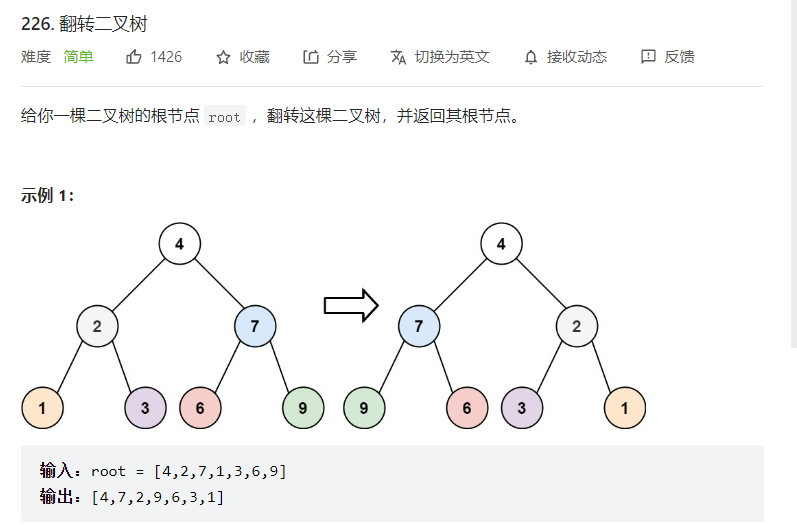 226. 翻转二叉树
难度 简单 1426 收藏 分享 切换为英文 接收动态 反馈
给你一棵二叉树的根节点 root ，翻转这棵二叉树，并返回其根节点。
示例 1：
4 4
2 7 7 2
1 3 6 9 9 6 3 1
输入：root = [4,2,7,1,3,6,9]
输出：[4,7,2,9,6,3,1]